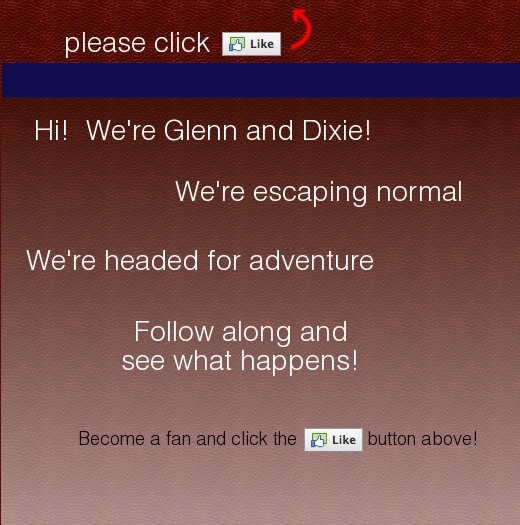 please click Like
Hi! We're Glenn and Dixie!
We're escaping normal
We're headed for adventure
Follow along and
see what happens!
Become a fan and click the Like button above!